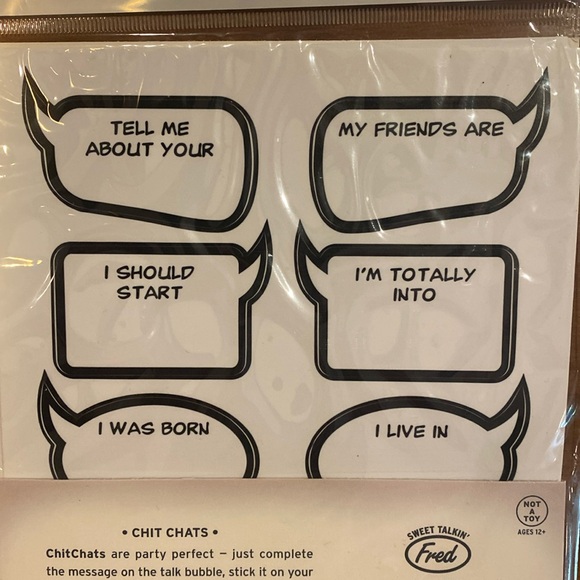 TELL ME
ABOUT YOUR
MY FRIENDS ARE
I SHOULD
START
I'M TOTALLY
INTO
I WAS BORN
I LIVE IN
• CHIT CHATS •
ChitChats are party perfect — just complete
the message on the talk bubble, stick it on your
SWEET TALKIN'
Fred
NOT
A
TOY
AGES 12+